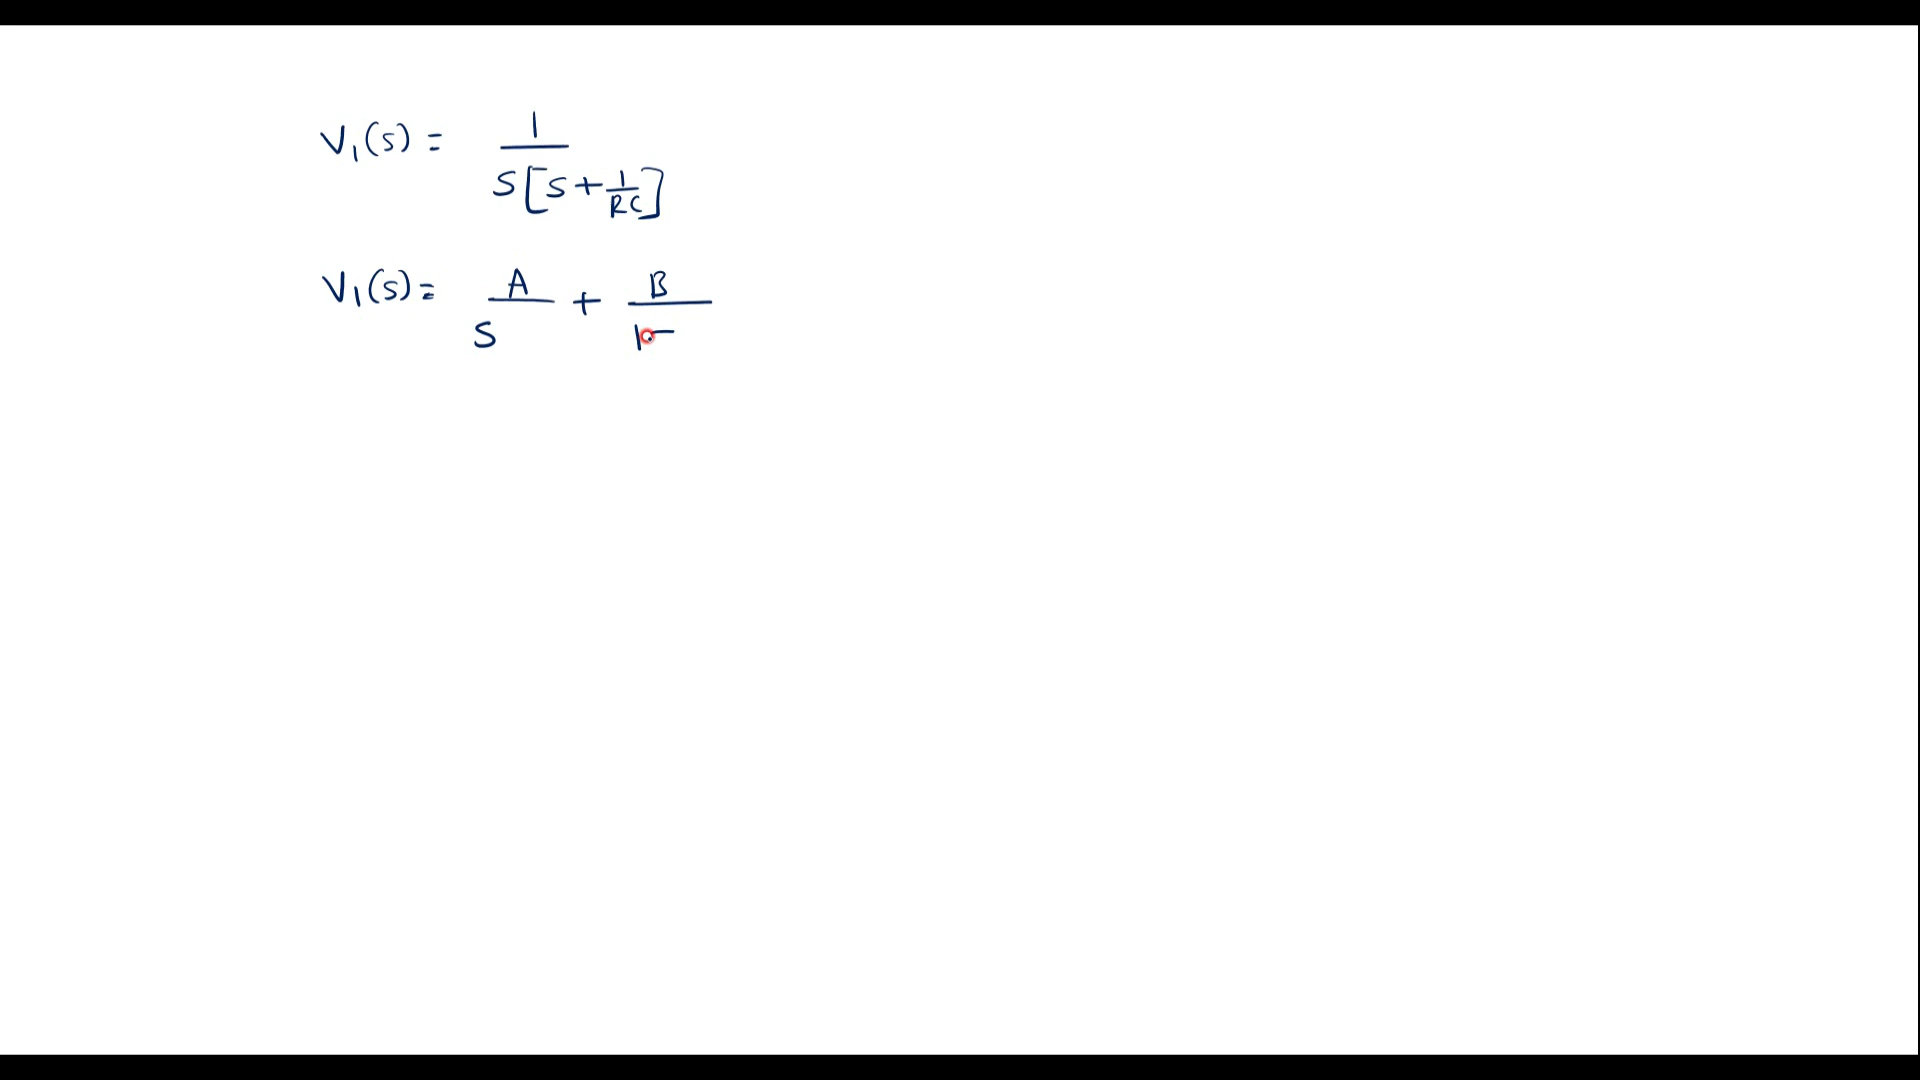 V₁(s) = 1 / S[s + 1/RC]
V₁(s) = A/S + B/